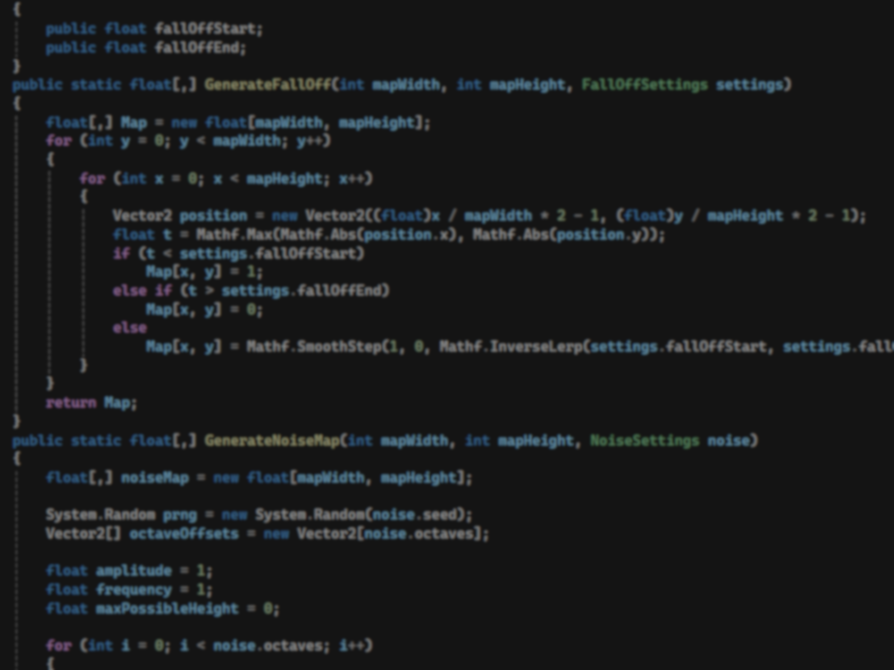 {
public float fallOffStart;
public float fallOffEnd;
}
public static float[,] GenerateFallOff(int mapWidth, int mapHeight, FallOffSettings settings)
{
float[,] Map = new float[mapWidth, mapHeight];
for (int y = 0; y < mapWidth; y++)
{
for (int x = 0; x < mapHeight; x++)
{
Vector2 position = new Vector2((float)x / mapWidth * 2 - 1, (float)y / mapHeight * 2 - 1);
float t = Mathf.Max(Mathf.Abs(position.x), Mathf.Abs(position.y));
if (t < settings.fallOffStart)
Map[x, y] = 1;
else if (t > settings.fallOffEnd)
Map[x, y] = 0;
else
Map[x, y] = Mathf.SmoothStep(1, 0, Mathf.InverseLerp(settings.fallOffStart, settings.fall
}
}
return Map;
}
public static float[,] GenerateNoiseMap(int mapWidth, int mapHeight, NoiseSettings noise)
{
float[,] noiseMap = new float[mapWidth, mapHeight];
System.Random prng = new System.Random(noise.seed);
Vector2[] octaveOffsets = new Vector2[noise.octaves];
float amplitude = 1;
float frequency = 1;
float maxPossibleHeight = 0;
for (int i = 0; i < noise.octaves; i++)
{